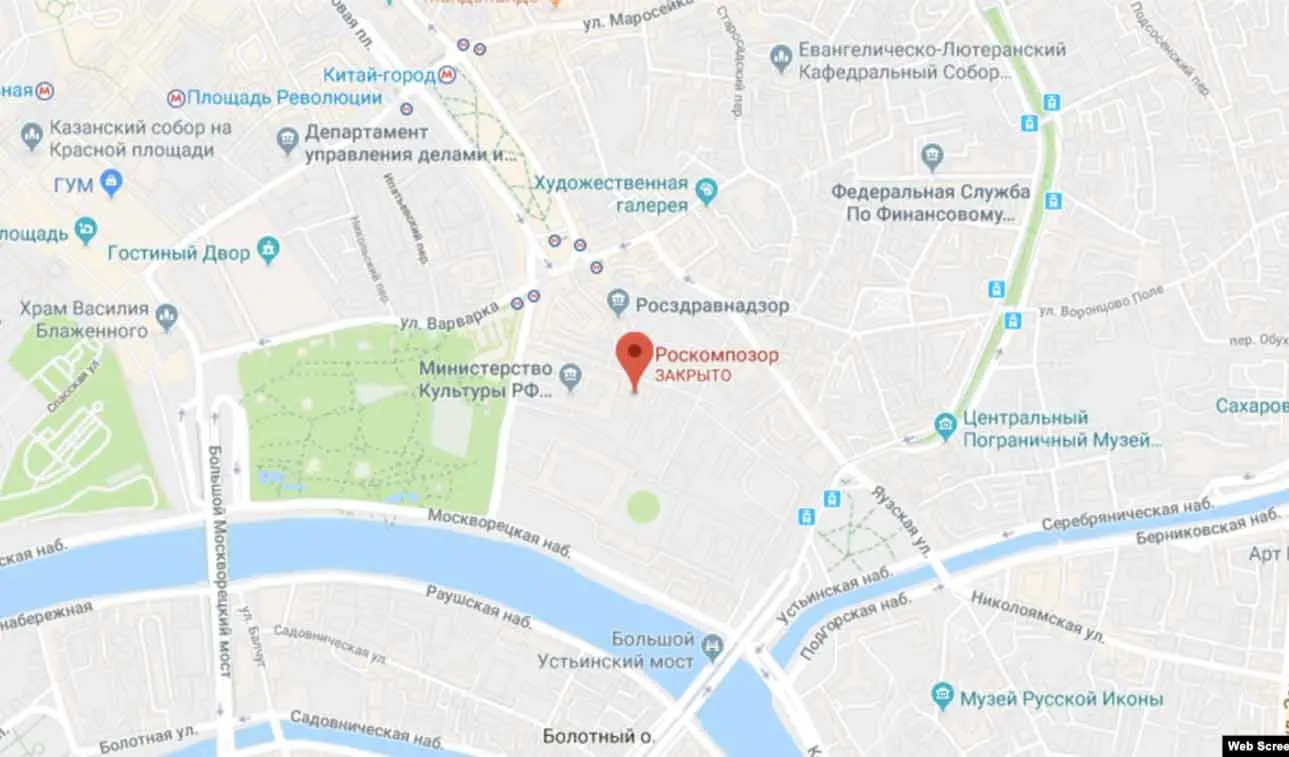 овая пл.
ул. Маросейка
Старосадский пер.
Подсосенский пер.
Евангелическо-Лютеранский
Кафедральный Собор...
Китай-город
ная
Площадь Революции
Казанский собор на
Красной площади
Департамент
управления делами и...
ГУМ
Ипатьевский пер.
Никольский пер.
Художественная
галерея
Федеральная Служба
По Финансовому...
лощадь
Гостиный Двор
Храм Василия
Блаженного
ул. Варварка
Росздравнадзор
ул. Воронцово Поле
пер. Обух
Роскомпозор
ЗАКРЫТО
Министерство
Культуры РФ...
Спасская ул.
Сахаров
Центральный
Пограничный Музей...
Большой Москворецкий мост
Москворецкая наб.
Яузская ул.
Серебряническая наб.
Берниковская наб.
ская наб.
Арт
набережная
Раушская наб.
Устьинская наб.
Подгорская наб.
Николоямская ул.
ул. Балчуг
Садовническая ул.
Большой
Устьинский мост
Музей Русской Иконы
Садовническая наб.
Болотная ул.
Болотный о.
Web Scree